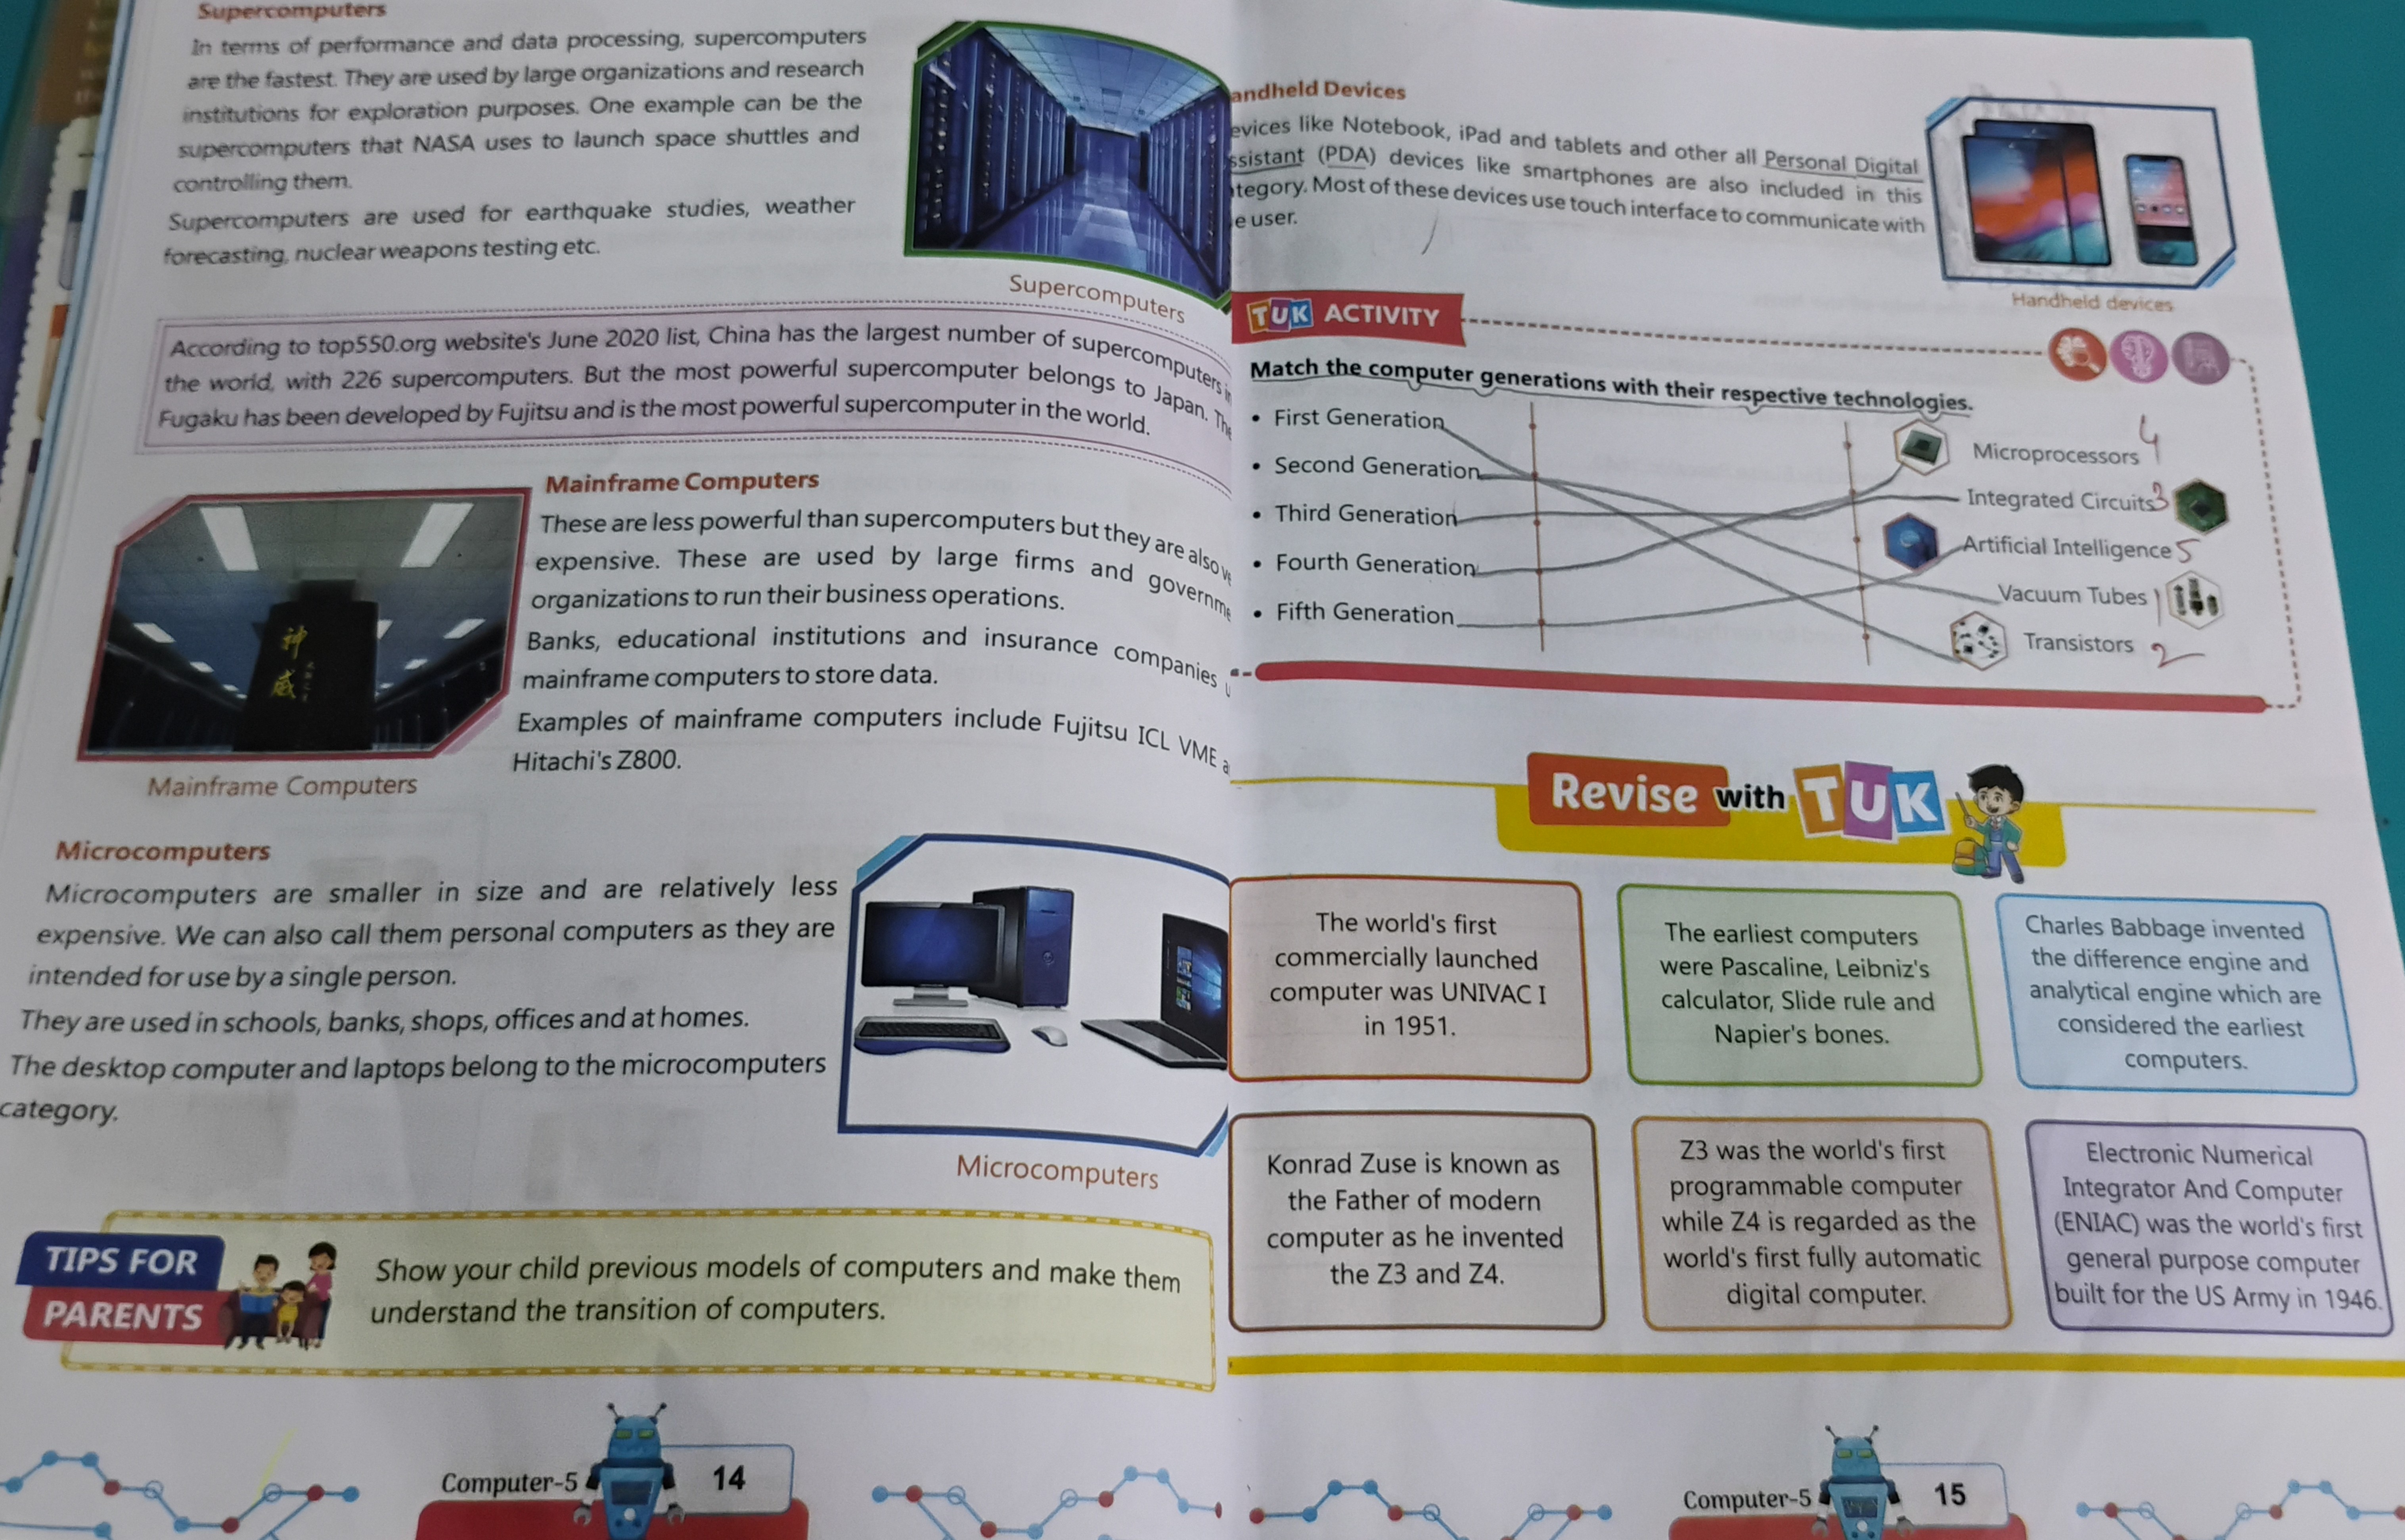 Supercomputers
In terms of performance and data processing, supercomputers
are the fastest. They are used by large organizations and research
institutions for exploration purposes. One example can be the
supercomputers that NASA uses to launch space shuttles and
controlling them.
Supercomputers are used for earthquake studies, weather
forecasting, nuclear weapons testing etc.
Supercomputers
According to top550.org website's June 2020 list, China has the largest number of supercomputers in
the world, with 226 supercomputers. But the most powerful supercomputer belongs to Japan. The
Fugaku has been developed by Fujitsu and is the most powerful supercomputer in the world.
Mainframe Computers
These are less powerful than supercomputers but they are also
expensive. These are used by large firms and governme
organizations to run their business operations.
Banks, educational institutions and insurance companies
mainframe computers to store data.
Examples of mainframe computers include Fujitsu ICL VME
Hitachi's Z800.
神
威
Mainframe Computers
Microcomputers
Microcomputers are smaller in size and are relatively less
expensive. We can also call them personal computers as they are
intended for use by a single person.
They are used in schools, banks, shops, offices and at homes.
The desktop computer and laptops belong to the microcomputers
category.
Microcomputers
TIPS FOR
PARENTS
Show your child previous models of computers and make them
understand the transition of computers.
Computer-5
14
andheld Devices
evices like Notebook, iPad and tablets and other all Personal Digital
ssistant (PDA) devices like smartphones are also included in this
tegory. Most of these devices use touch interface to communicate with
e user.
Handheld devices
TUK ACTIVITY
Match the computer generations with their respective technologies.
• First Generation
• Second Generation
• Third Generation
• Fourth Generation
• Fifth Generation
Microprocessors 4
Integrated Circuits 3
Artificial Intelligence 5
Vacuum Tubes 1
Transistors 2
Revise with TUK
The world's first
commercially launched
computer was UNIVAC I
in 1951.
The earliest computers
were Pascaline, Leibniz's
calculator, Slide rule and
Napier's bones.
Charles Babbage invented
the difference engine and
analytical engine which are
considered the earliest
computers.
Konrad Zuse is known as
the Father of modern
computer as he invented
the Z3 and Z4.
Z3 was the world's first
programmable computer
while Z4 is regarded as the
world's first fully automatic
digital computer.
Electronic Numerical
Integrator And Computer
(ENIAC) was the world's first
general purpose computer
built for the US Army in 1946.
Computer-5
15